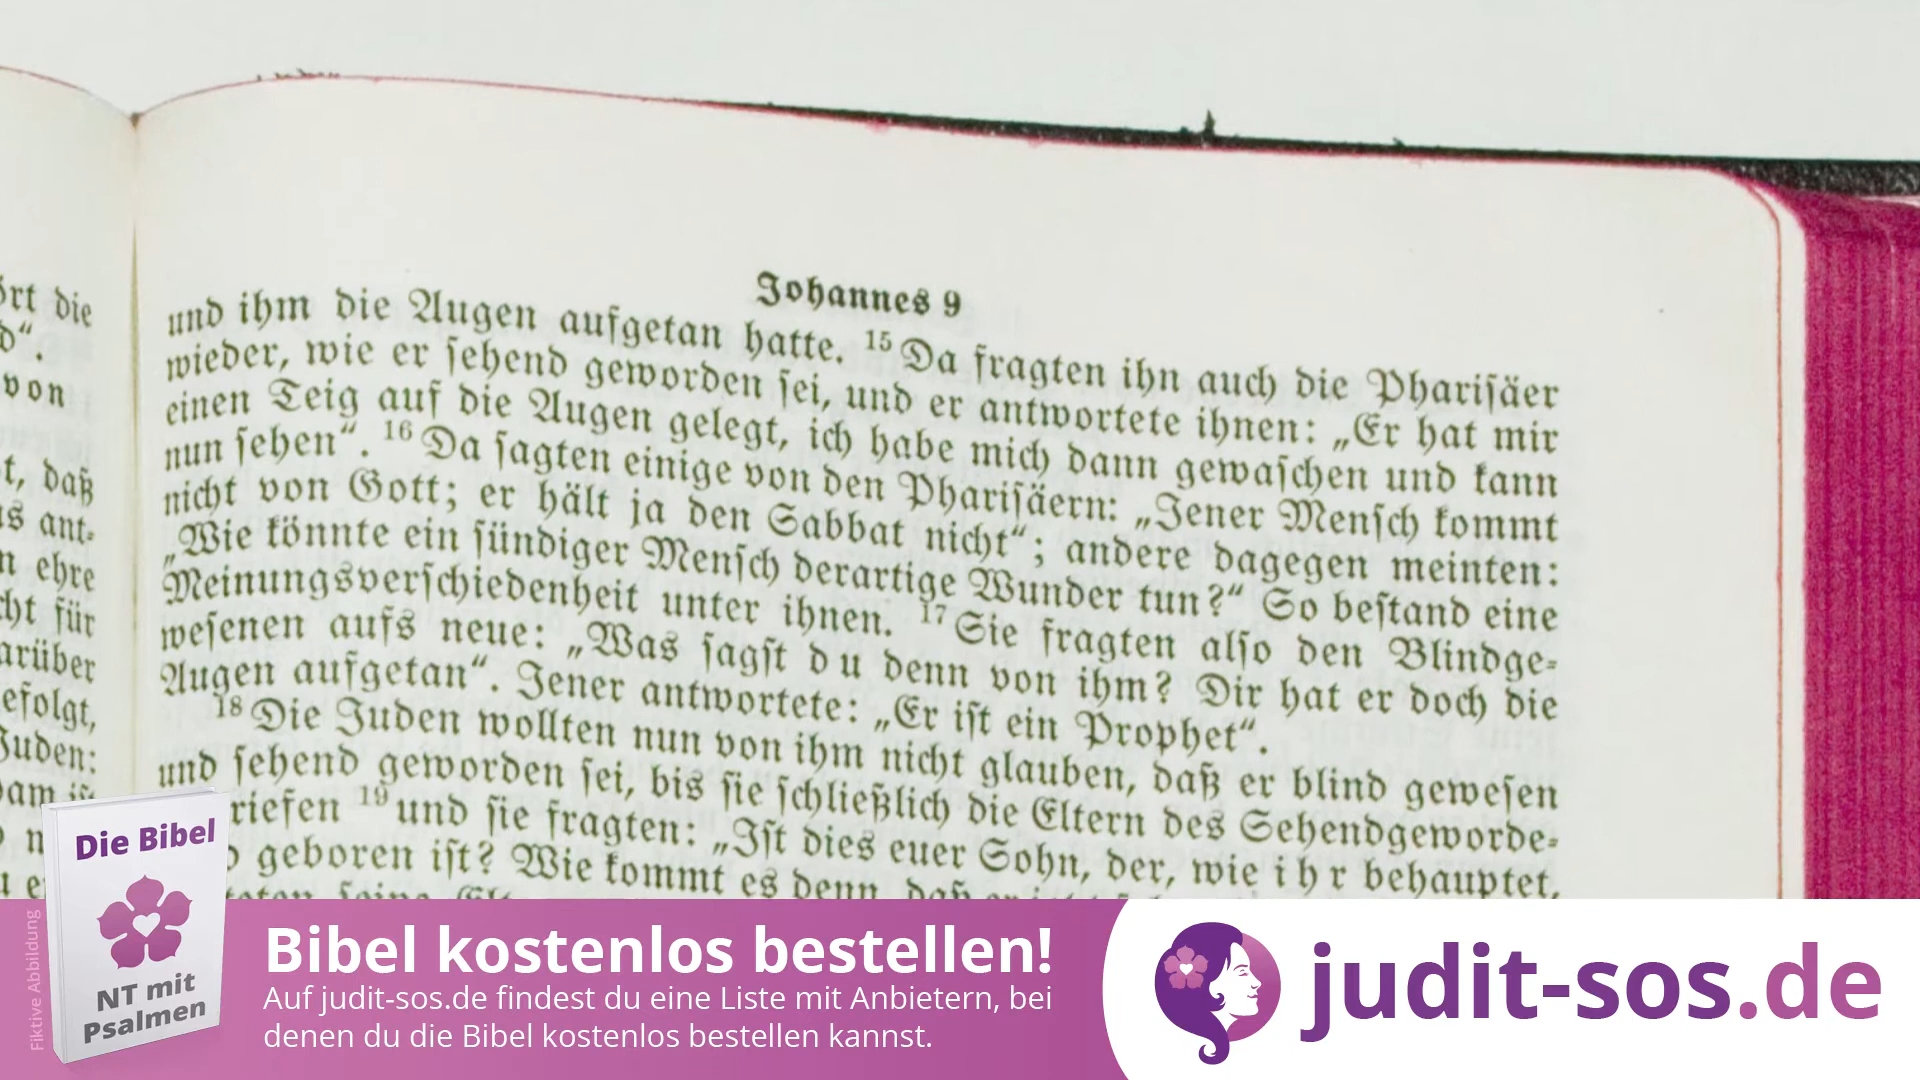 die
von
daß
ant-
ehre
für
Juden:
Johannes 9
und ihm die Augen aufgetan hatte. 15 Da fragten ihn auch die Pharisäer
wieder, wie er sehend geworden sei, und er antwortete ihnen: „Er hat mir
einen Teig auf die Augen gelegt, ich habe mich dann gewaschen und kann
nun sehen“. 16 Da sagten einige von den Pharisäern: „Jener Mensch kommt
nicht von Gott; er hält ja den Sabbat nicht“; andere dagegen meinten:
„Wie könnte ein sündiger Mensch derartige Wunder tun?“ So bestand eine
Meinungsverschiedenheit unter ihnen. 17 Sie fragten also den Blindge-
wesenen aufs neue: „Was sagst du denn von ihm? Dir hat er doch die
Augen aufgetan“. Jener antwortete: „Er ist ein Prophet“.
18 Die Juden wollten nun von ihm nicht glauben, daß er blind gewesen
und sehend geworden sei, bis sie schließlich die Eltern des Sehendgeworde-
riefen 19 und sie fragten: „Ist dies euer Sohn, der, wie ihr behauptet,
geboren ist? Wie kommt es denn, daß er
Die Bibel
NT mit
Psalmen
Fiktive Abbildung
Bibel kostenlos bestellen!
Auf judit-sos.de findest du eine Liste mit Anbietern, bei
denen du die Bibel kostenlos bestellen kannst.
judit-sos.de